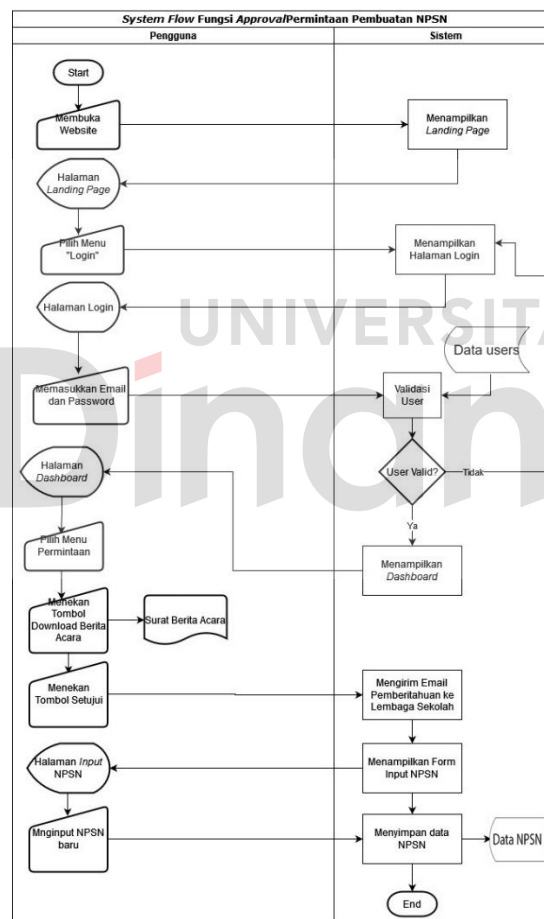 System Flow Fungsi Approval Permintaan Pembuatan NPSN
Pengguna
Sistem
Start
Membuka
Website
Menampilkan
Landing Page
Halaman
Landing Page
Pilih Menu
"Login"
Menampilkan
Halaman Login
Halaman Login
UNIVERSITA
Data users
Dinan
Memasukkan Email
dan Password
Validasi
User
Halaman
Dashboard
User Valid?
Tidak
Ya
Pilih Menu
Permintaan
Menampilkan
Dashboard
Menekan
Tombol
Download Berita
Acara
Surat Berita Acara
Menekan
Tombol Setujui
Mengirim Email
Pemberitahuan ke
Lembaga Sekolah
Halaman Input
NPSN
Menampilkan Form
Input NPSN
Mnginput NPSN
baru
Menyimpan data
NPSN
Data NPSN
End